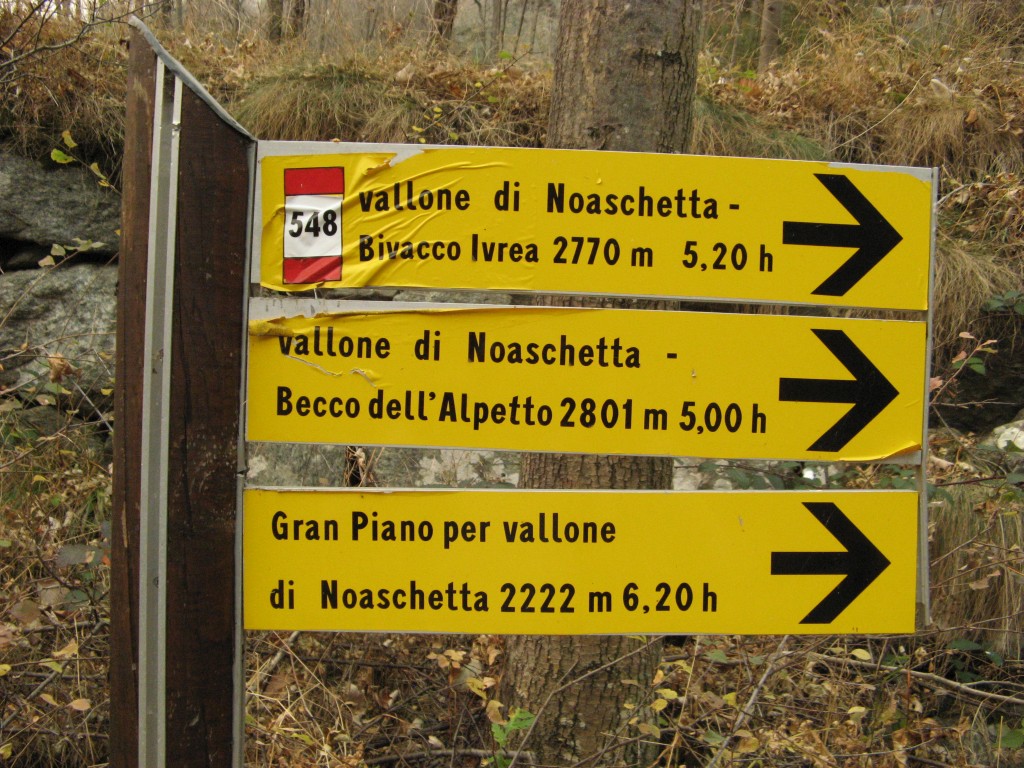 548
vallone di Noaschetta -
Bivacco Ivrea 2770 m 5,20 h
vallone di Noaschetta -
Becco dell'Alpetto 2801 m 5,00 h
Gran Piano per vallone
di Noaschetta 2222 m 6,20 h